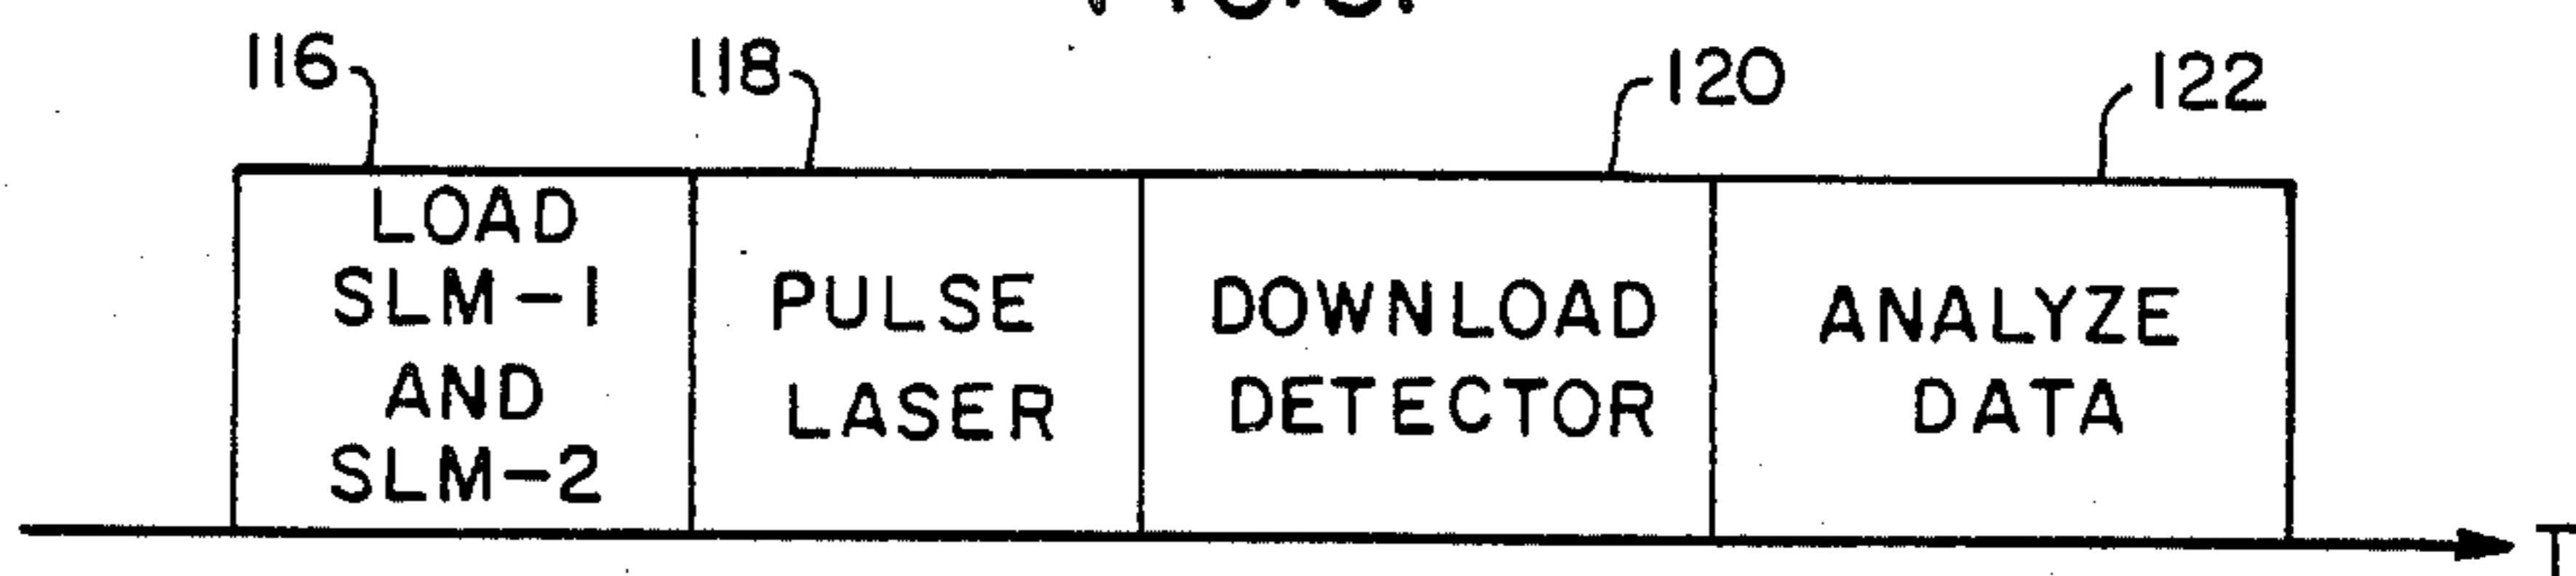 116
118
120
122
LOAD
SLM-1
AND
SLM-2
PULSE
LASER
DOWNLOAD
DETECTOR
ANALYZE
DATA